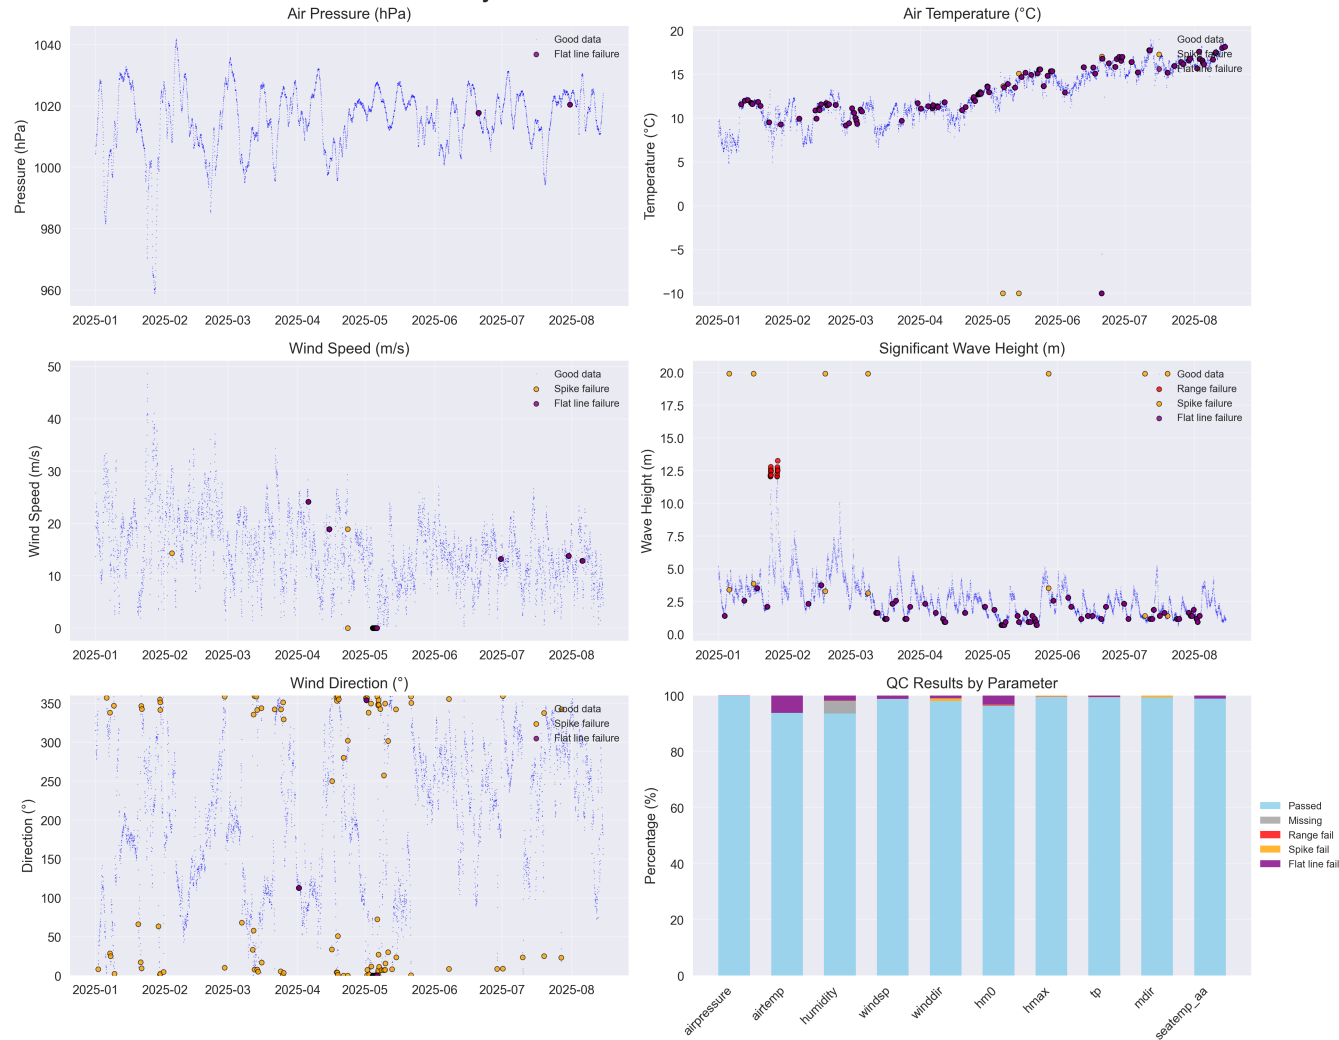 Air Pressure (hPa)
Good data
Flat line failure
Pressure (hPa)
1040
1020
1000
980
960
2025-01 2025-02 2025-03 2025-04 2025-05 2025-06 2025-07 2025-08
Air Temperature (°C)
Good data
Spike failure
Flat line failure
Temperature (°C)
20
15
10
5
0
−5
−10
2025-01 2025-02 2025-03 2025-04 2025-05 2025-06 2025-07 2025-08
Wind Speed (m/s)
Good data
Spike failure
Flat line failure
Wind Speed (m/s)
50
40
30
20
10
0
2025-01 2025-02 2025-03 2025-04 2025-05 2025-06 2025-07 2025-08
Significant Wave Height (m)
Good data
Range failure
Spike failure
Flat line failure
Wave Height (m)
20.0
17.5
15.0
12.5
10.0
7.5
5.0
2.5
0.0
2025-01 2025-02 2025-03 2025-04 2025-05 2025-06 2025-07 2025-08
Wind Direction (°)
Good data
Spike failure
Flat line failure
Direction (°)
350
300
250
200
150
100
50
0
2025-01 2025-02 2025-03 2025-04 2025-05 2025-06 2025-07 2025-08
QC Results by Parameter
Percentage (%)
100
80
60
40
20
0
airpressure airtemp humidity windsp winddir hm0 hmax tp mdir seatemp_aa
Passed
Missing
Range fail
Spike fail
Flat line fail